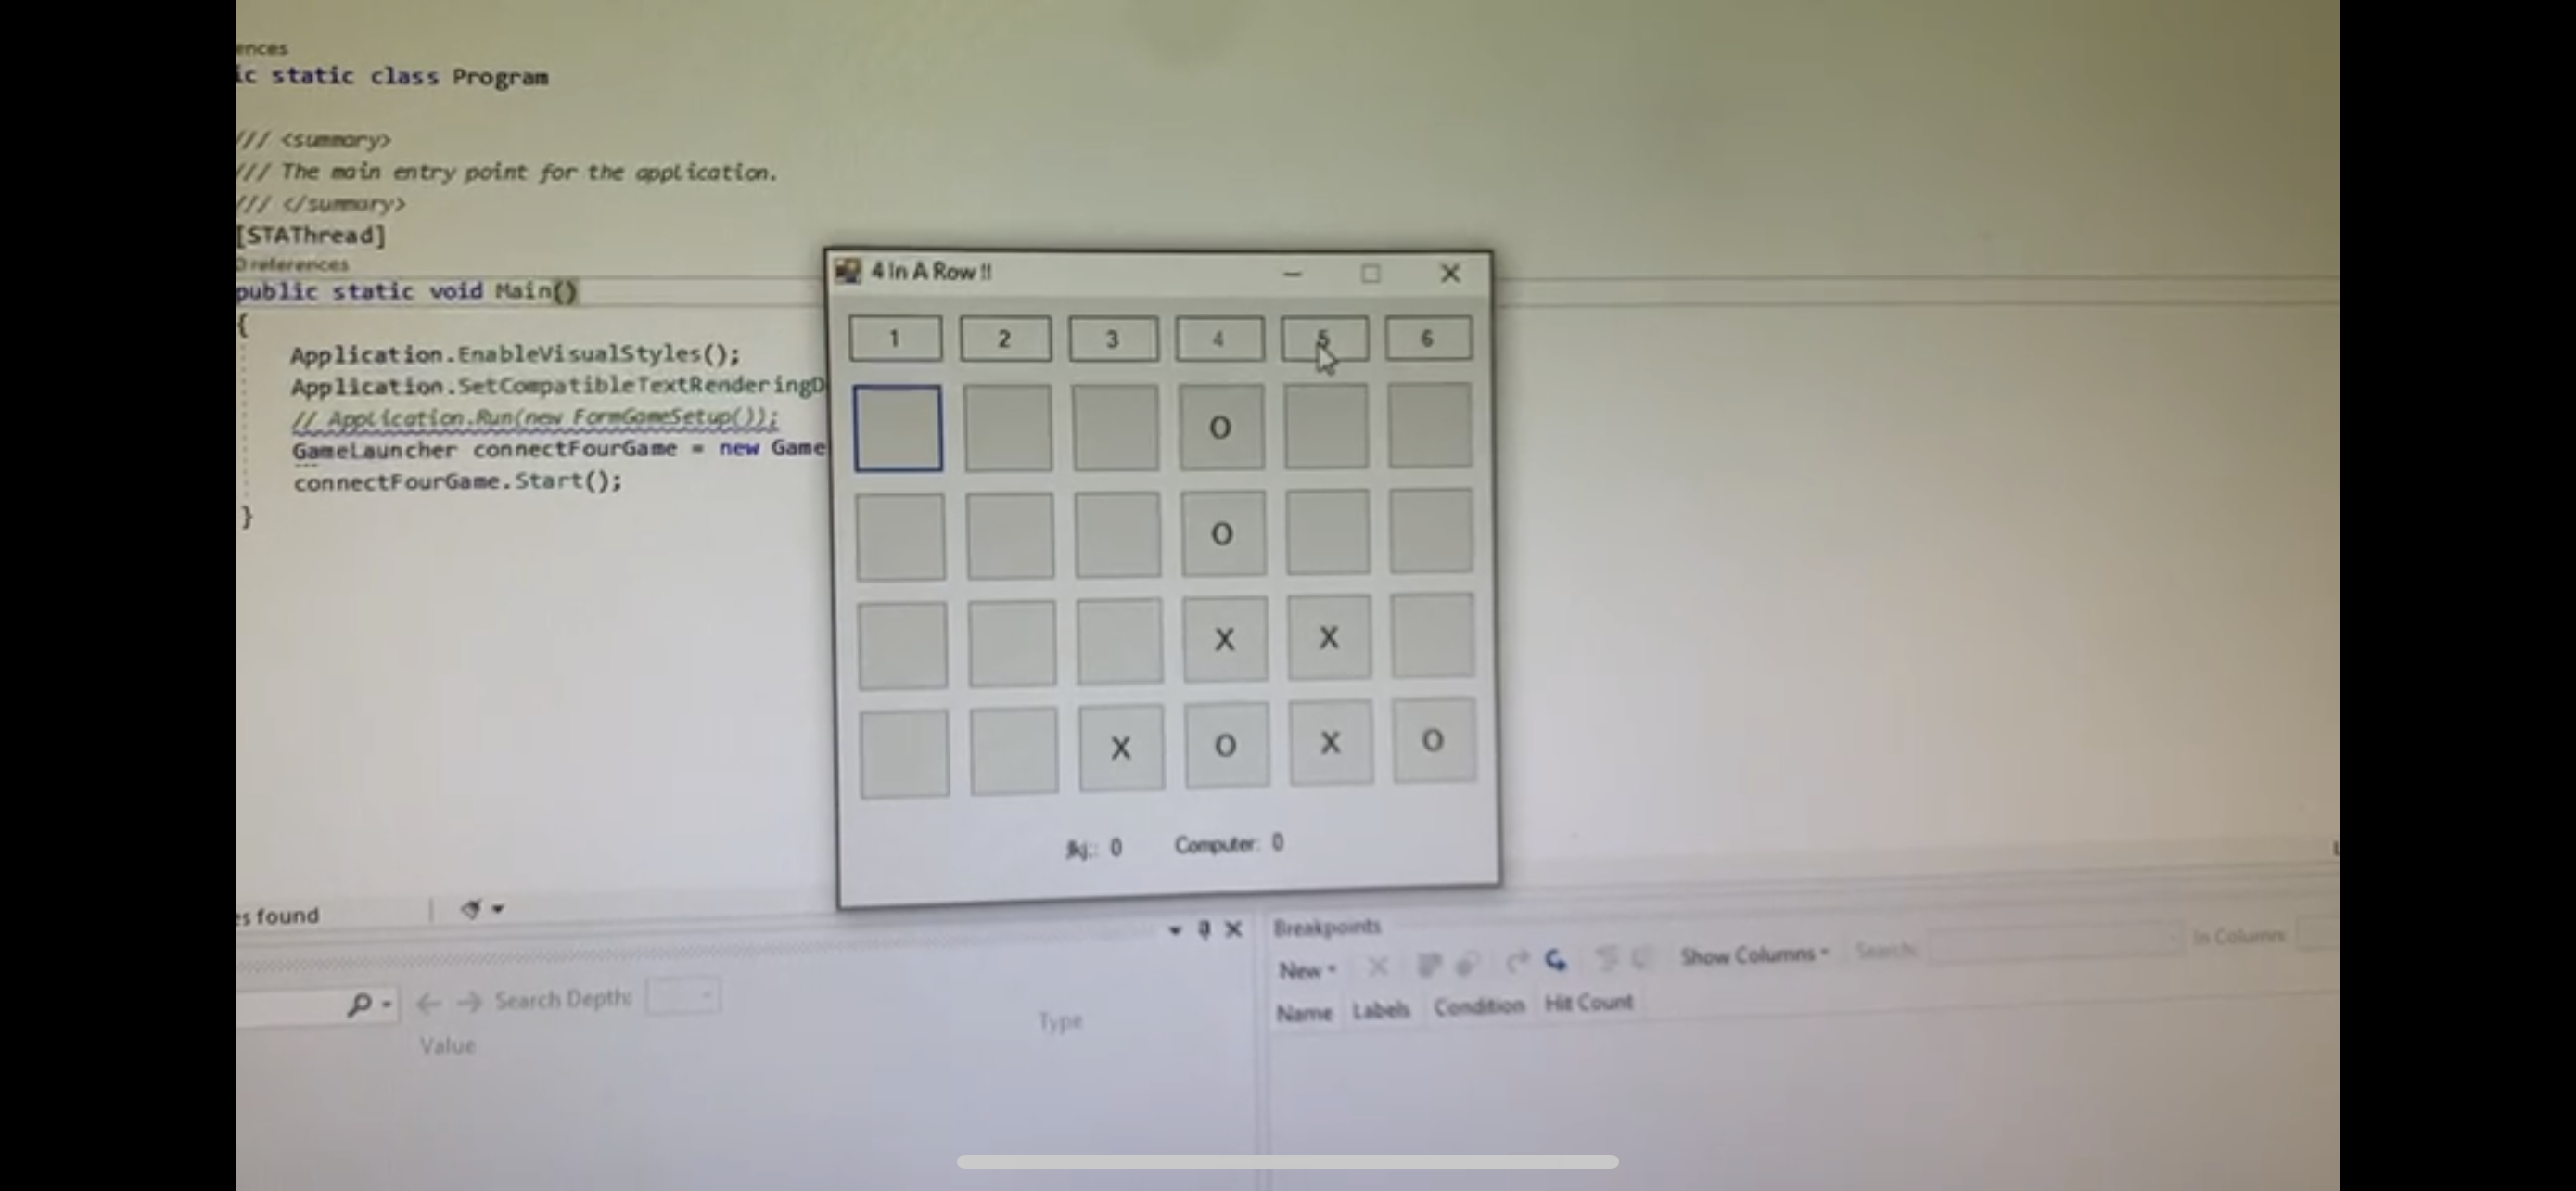 ences
ic static class Program
/// <summary>
/// The main entry point for the application.
/// </summary>
[STAThread]
0 references
public static void Main()
{
Application.EnableVisualStyles();
Application.SetCompatibleTextRenderingD
// Application.Run(new FormGameSetup());
GameLauncher connectFourGame = new Game
connectFourGame.Start();
}
4 In A Row !!
1 2 3 4 5 6
O
O
X X
X O X O
0 Computer: 0
s found
Search Depth:
Value
Type
Breakpoints
New
Show Columns
Search:
In Column:
Name Labels Condition Hit Count